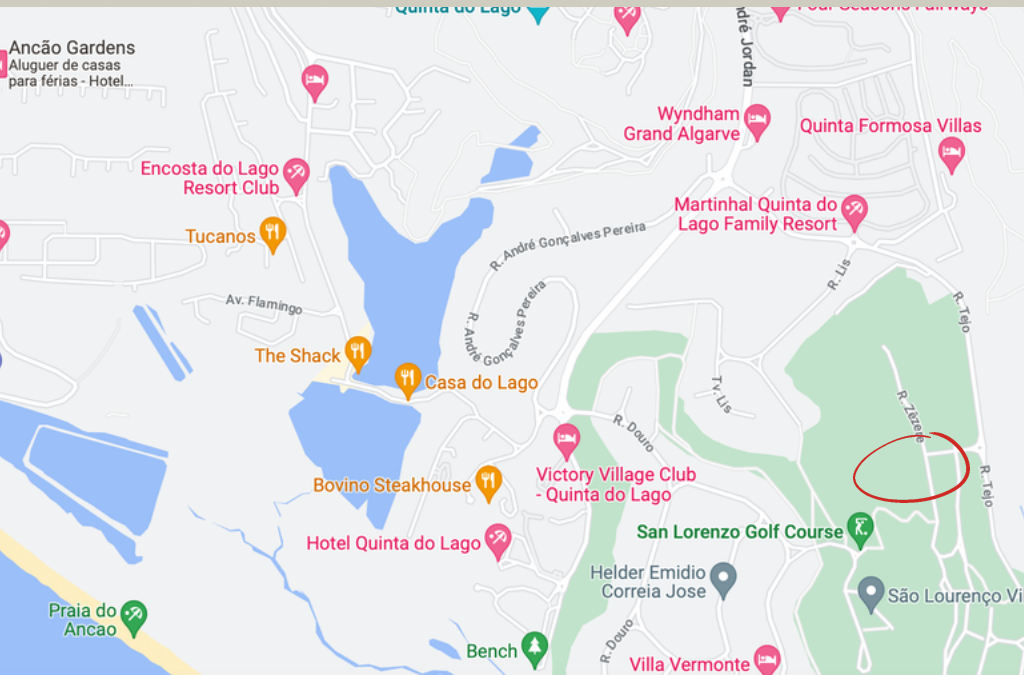 Quinta do Lago
Four Seasons Fairways
Ancão Gardens
Aluguer de casas
para férias - Hotel...
dré Jordan
Wyndham
Grand Algarve
Quinta Formosa Villas
Encosta do Lago
Resort Club
Martinhal Quinta do
Lago Family Resort
Tucanos
R. André Gonçalves Pereira
R. Lis
Av. Flamingo
R. André Gonçalves Pereira
R. Tejo
The Shack
Casa do Lago
Tv. Lis
R. Zêzere
R. Douro
Victory Village Club
- Quinta do Lago
Bovino Steakhouse
R. Tejo
San Lorenzo Golf Course
Hotel Quinta do Lago
Helder Emidio
Correia Jose
São Lourenço Vi
Praia do
Ancao
R. Douro
Bench
Villa Vermonte